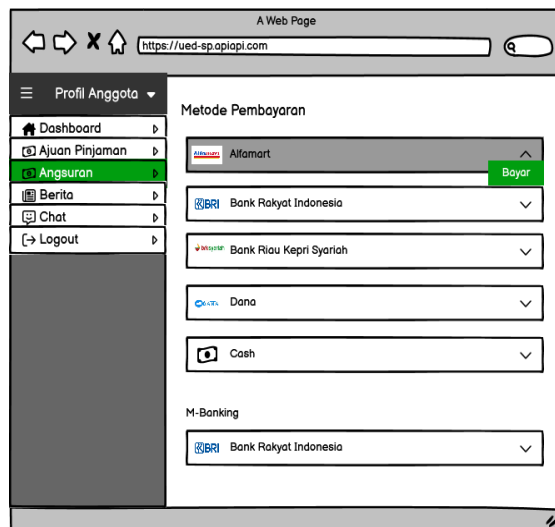 A Web Page
https://ued-sp.apiapi.com
Profil Anggota
Dashboard
Ajuan Pinjaman
Angsuran
Berita
Chat
Logout
Metode Pembayaran
Alfamart Alfamart
Bayar
BRI Bank Rakyat Indonesia
Bank Riau Kepri Syariah
DANA Dana
Cash
M-Banking
BRI Bank Rakyat Indonesia